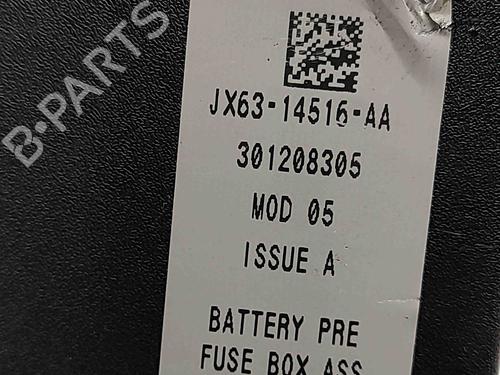 B-PARTS
JX63-14516-AA
301208305
MOD 05
ISSUE A
BATTERY PRE
FUSE BOX ASS